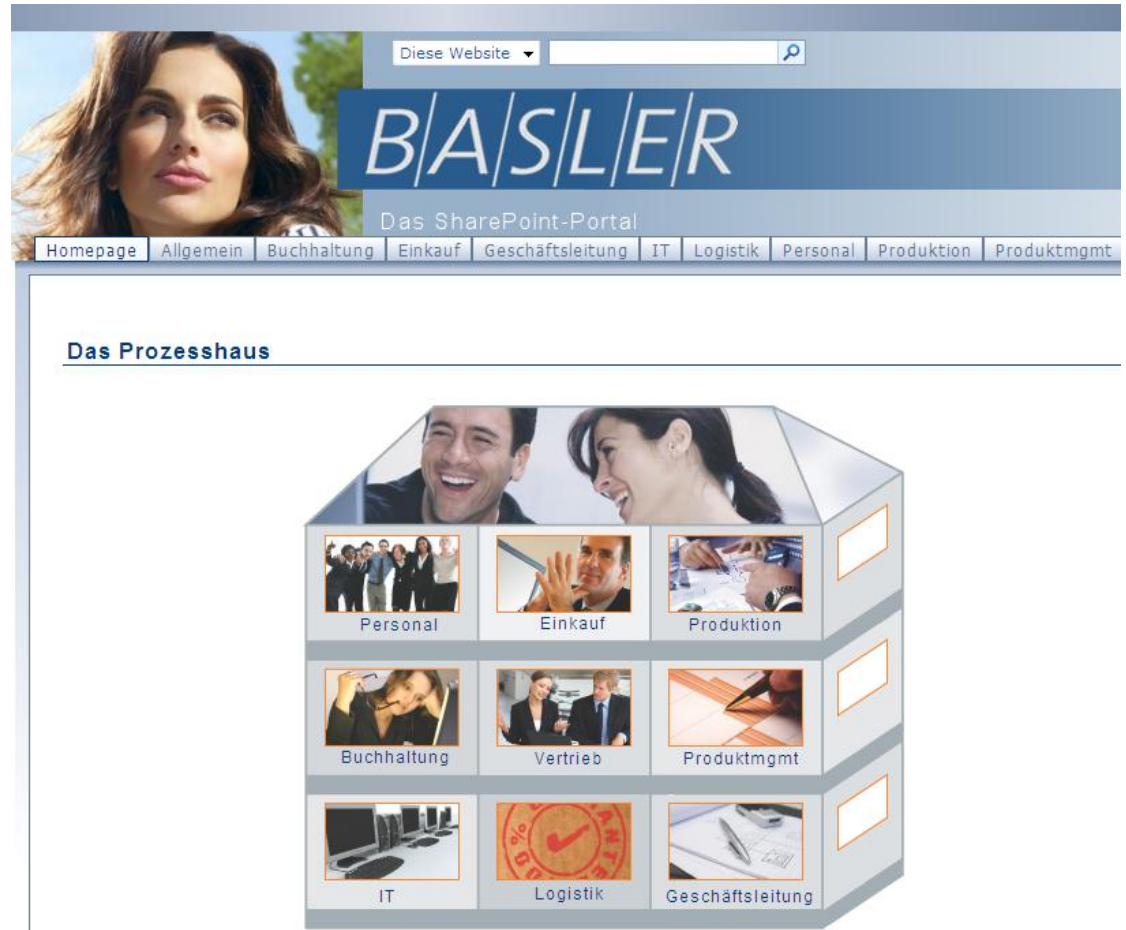 Diese Website
B/A/S/L/E/R
Das SharePoint-Portal
Homepage Allgemein Buchhaltung Einkauf Geschäftsleitung IT Logistik Personal Produktion Produktmgmt
Das Prozesshaus
Personal Einkauf Produktion
Buchhaltung Vertrieb Produktmgmt
IT Logistik Geschäftsleitung